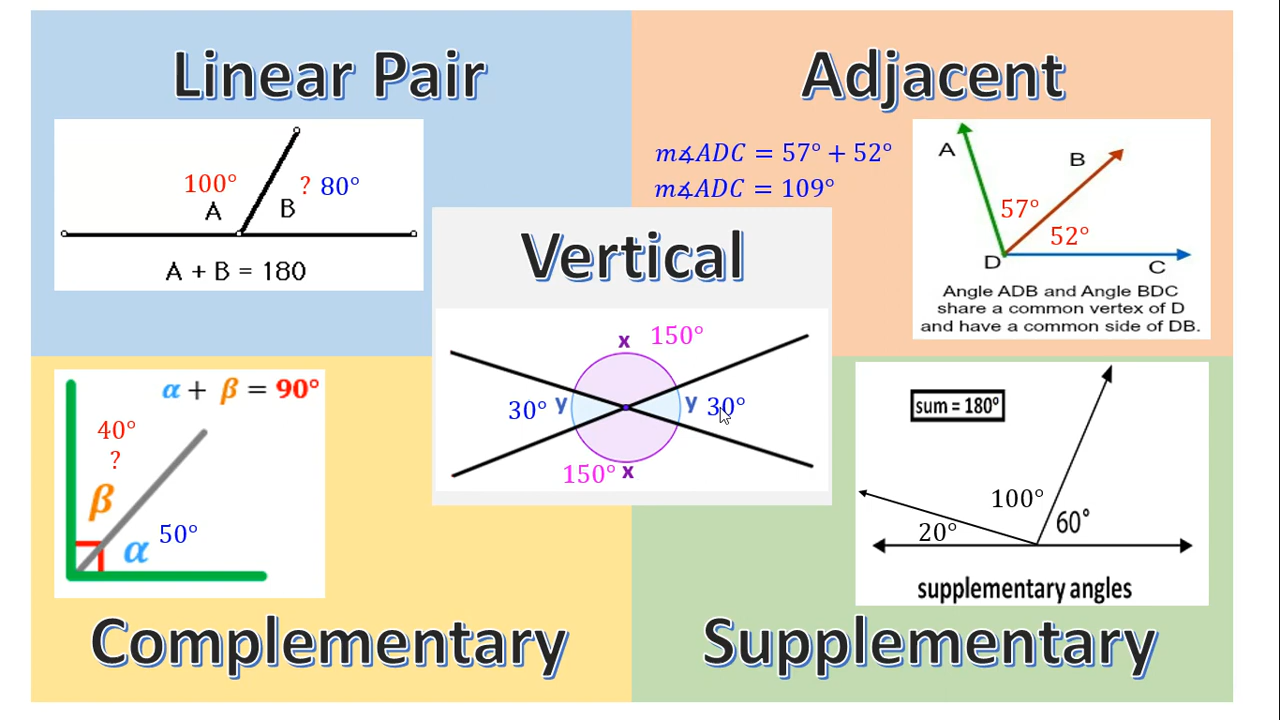 Linear Pair
100°
? 80°
A
B
A + B = 180
Adjacent
m∡ADC = 57° + 52°
m∡ADC = 109°
A
B
57°
52°
D
C
Angle ADB and Angle BDC
share a common vertex of D
and have a common side of DB.
Vertical
x 150°
30° y
y 30°
150° x
α + β = 90°
40°
?
β
α 50°
Complementary
sum = 180°
100°
60°
20°
supplementary angles
Supplementary